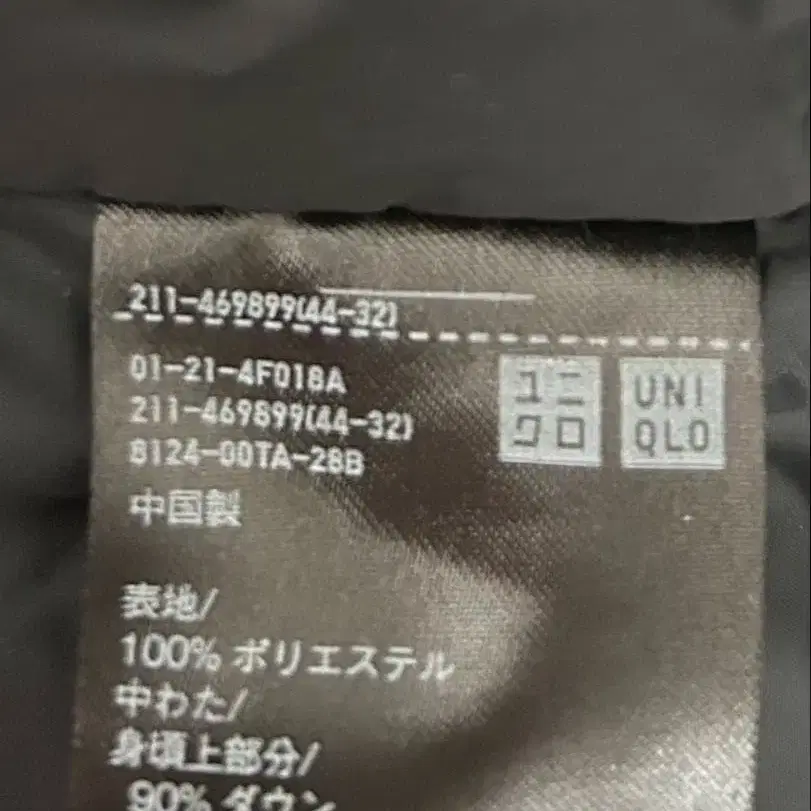 211-469899(44-32)
01-21-4F018A
211-469899(44-32)
8124-00TA-28B
ユニ
クロ
UNI
QLO
中国製
表地/
100% ポリエステル
中わた/
身頃上部分/
90% ダウン